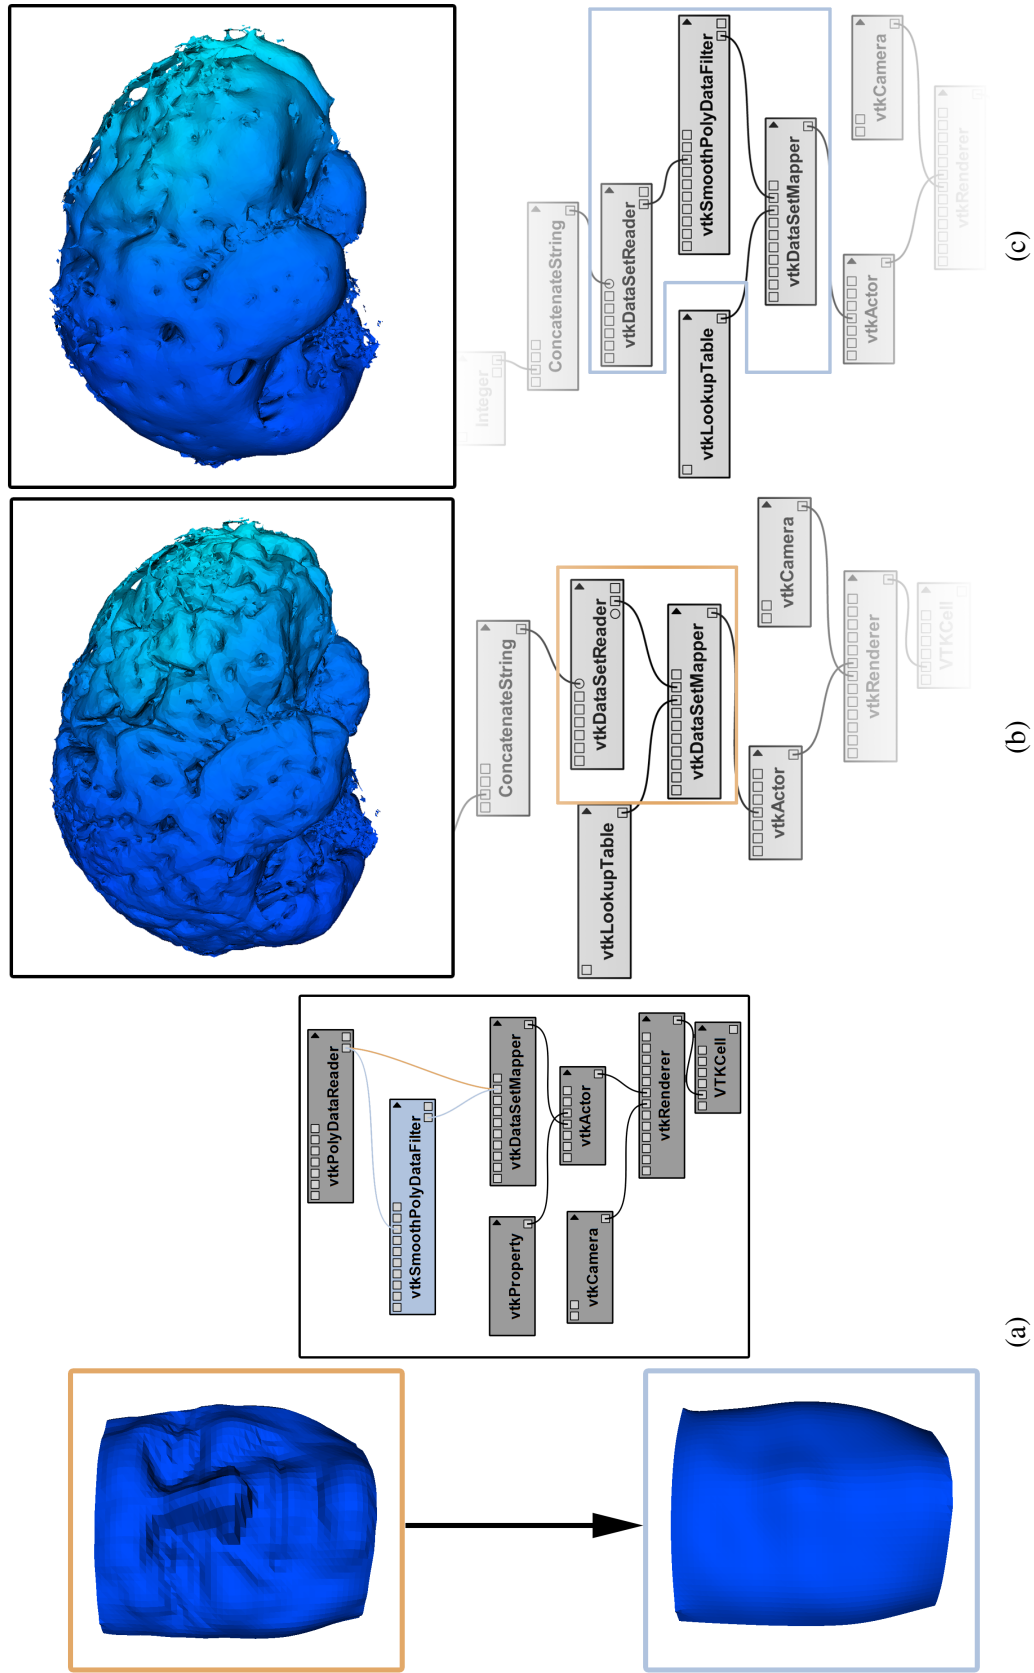 vtkPolyDataReader
vtkSmoothPolyDataFilter
vtkProperty
vtkDataSetMapper
vtkCamera
vtkActor
vtkRenderer
VTKCell
(a)
ConcatenateString
vtkLookupTable
vtkDataSetReader
vtkDataSetMapper
vtkActor
vtkCamera
vtkRenderer
VTKCell
(b)
Integer
ConcatenateString
vtkDataSetReader
vtkLookupTable
vtkSmoothPolyDataFilter
vtkDataSetMapper
vtkActor
vtkCamera
vtkRenderer
(c)